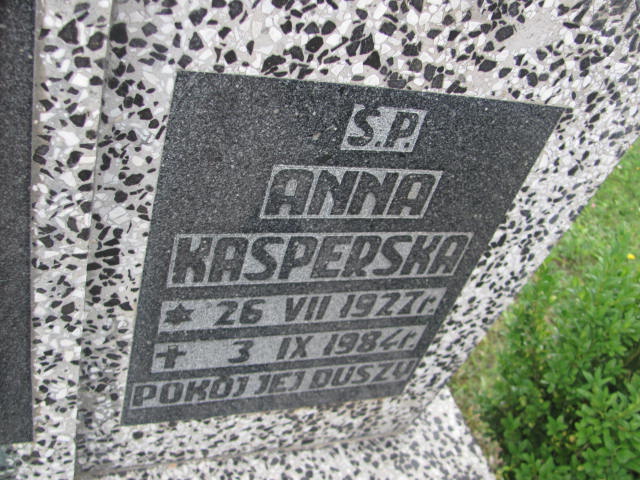 Ś.P.
ANNA
KASPERSKA
* 26 VII 1927r.
+ 3 IX 1984r.
POKÓJ JEJ DUSZY